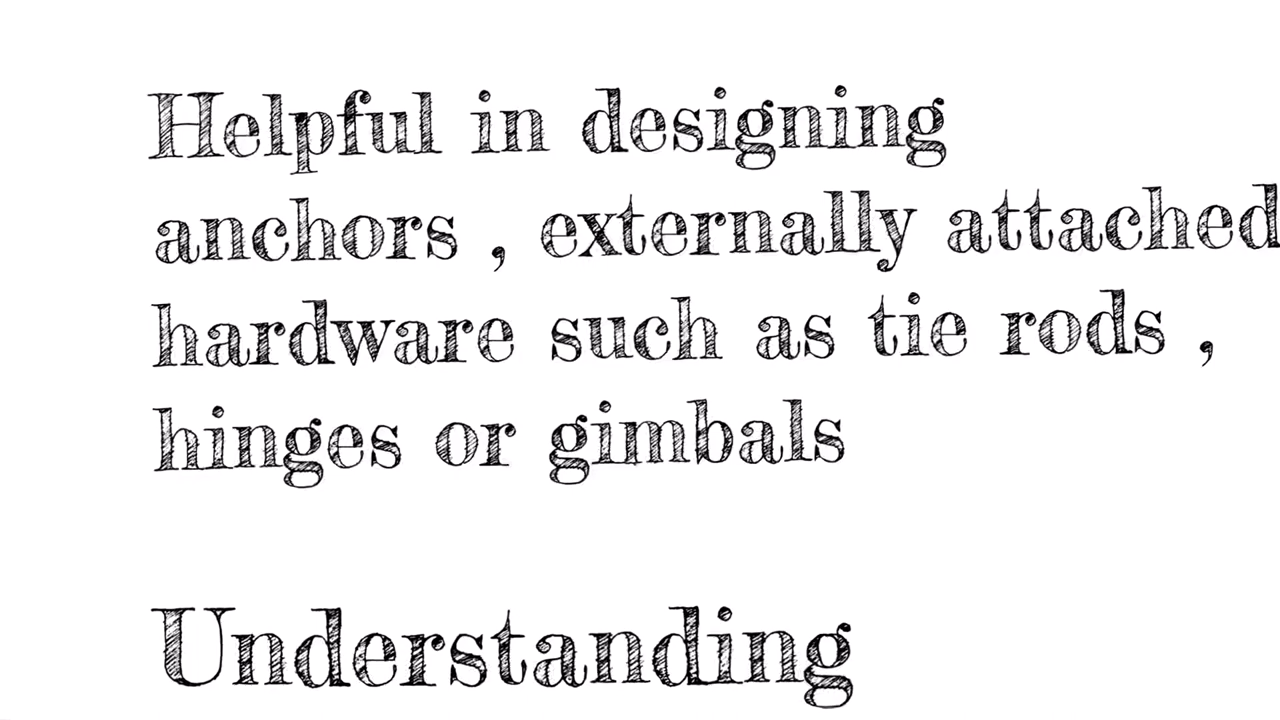 Helpful in designing
anchors , externally attached
hardware such as tie rods ,
hinges or gimbals
Understanding